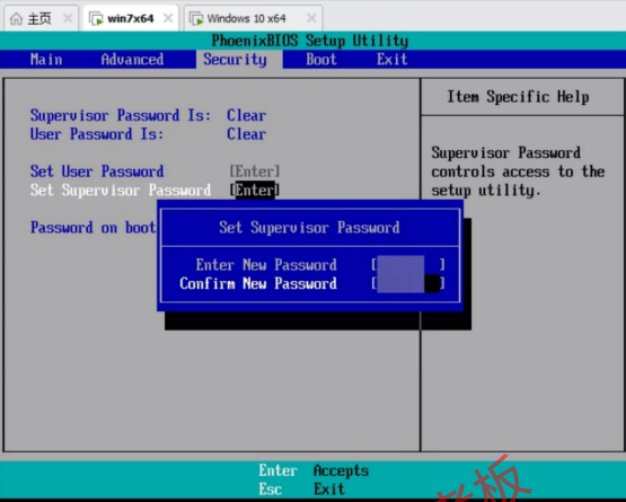 主页 win7x64 Windows 10 x64
PhoenixBIOS Setup Utility
Main Advanced Security Boot Exit
Item Specific Help
Supervisor Password Is: Clear
User Password Is: Clear
Supervisor Password
controls access to the
setup utility.
Set User Password [Enter]
Set Supervisor Password [Enter]
Password on boot
Set Supervisor Password
Enter New Password [ ]
Confirm New Password [ ]
Enter Accepts
Esc Exit
老板